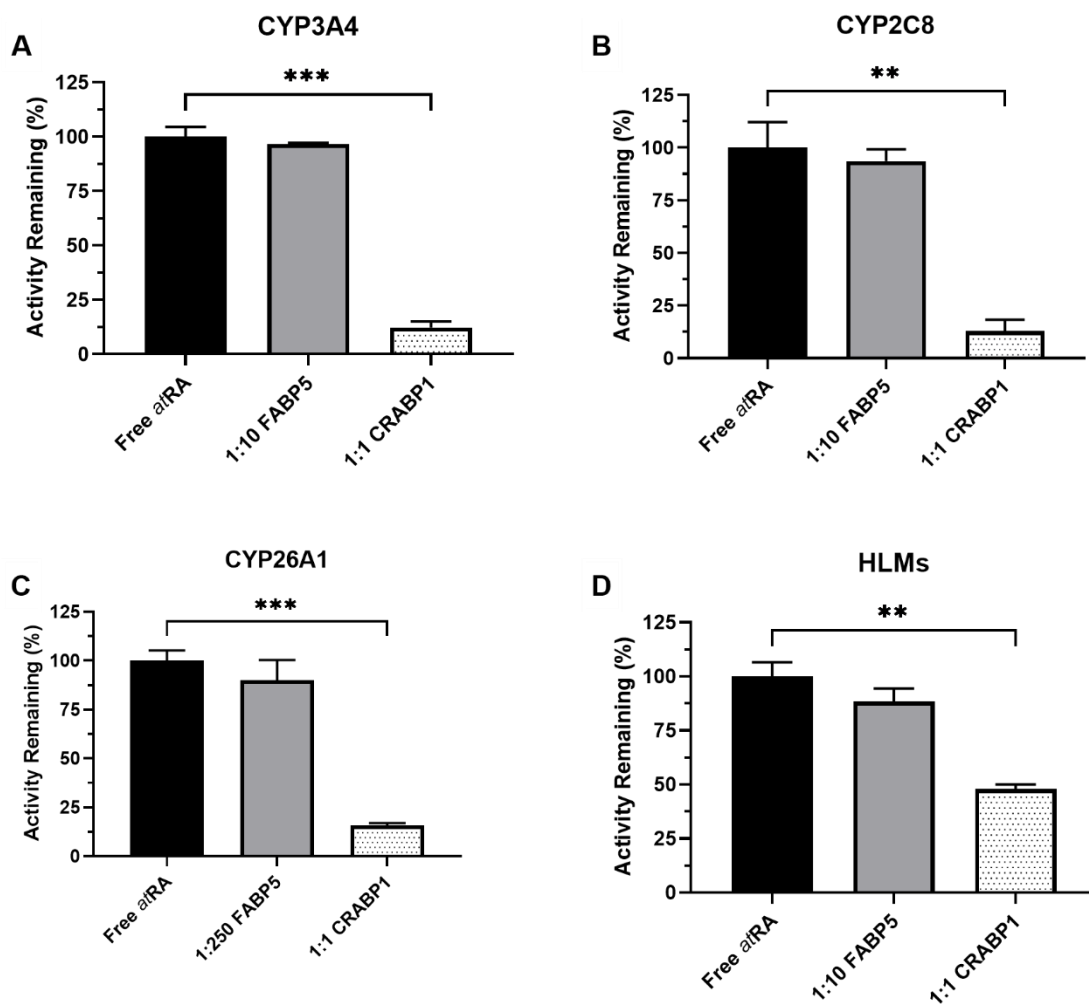 A
CYP3A4
***
Activity Remaining (%)
125
100
75
50
25
0
Free atRA
1:10 FABP5
1:1 CRABP1
B
CYP2C8
**
Activity Remaining (%)
125
100
75
50
25
0
Free atRA
1:10 FABP5
1:1 CRABP1
C
CYP26A1
***
Activity Remaining (%)
125
100
75
50
25
0
Free atRA
1:250 FABP5
1:1 CRABP1
D
HLMs
**
Activity Remaining (%)
125
100
75
50
25
0
Free atRA
1:10 FABP5
1:1 CRABP1